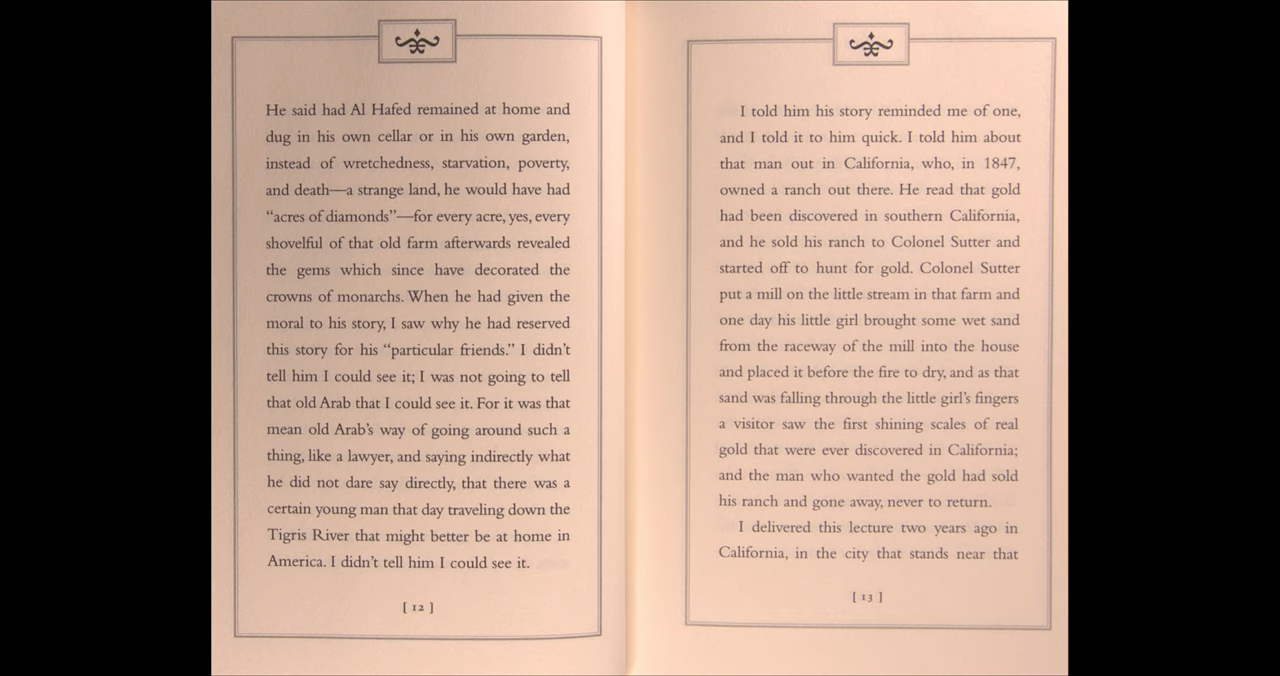 He said had Al Hafed remained at home and
dug in his own cellar or in his own garden,
instead of wretchedness, starvation, poverty,
and death—a strange land, he would have had
“acres of diamonds”—for every acre, yes, every
shovelful of that old farm afterwards revealed
the gems which since have decorated the
crowns of monarchs. When he had given the
moral to his story, I saw why he had reserved
this story for his “particular friends.” I didn’t
tell him I could see it; I was not going to tell
that old Arab that I could see it. For it was that
mean old Arab’s way of going around such a
thing, like a lawyer, and saying indirectly what
he did not dare say directly, that there was a
certain young man that day traveling down the
Tigris River that might better be at home in
America. I didn’t tell him I could see it.
[ 12 ]
I told him his story reminded me of one,
and I told it to him quick. I told him about
that man out in California, who, in 1847,
owned a ranch out there. He read that gold
had been discovered in southern California,
and he sold his ranch to Colonel Sutter and
started off to hunt for gold. Colonel Sutter
put a mill on the little stream in that farm and
one day his little girl brought some wet sand
from the raceway of the mill into the house
and placed it before the fire to dry, and as that
sand was falling through the little girl’s fingers
a visitor saw the first shining scales of real
gold that were ever discovered in California;
and the man who wanted the gold had sold
his ranch and gone away, never to return.
I delivered this lecture two years ago in
California, in the city that stands near that
[ 13 ]